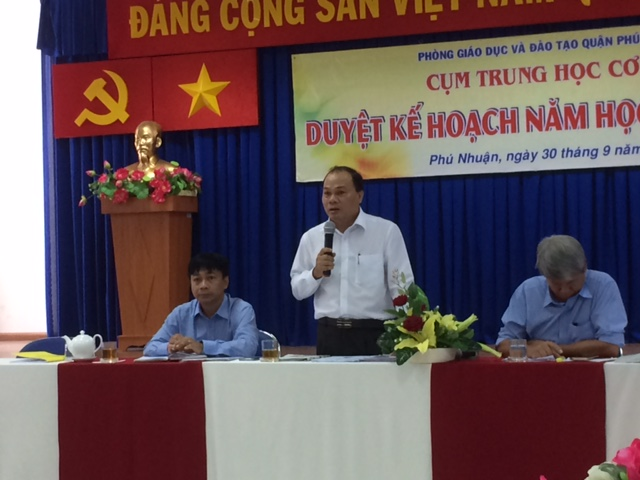 ĐẢNG CỘNG SẢN VIỆT NAM
PHÒNG GIÁO DỤC VÀ ĐÀO TẠO QUẬN PHÚ
CỤM TRUNG HỌC CƠ
DUYỆT KẾ HOẠCH NĂM HỌC
Phú Nhuận, ngày 30 tháng 9 năm